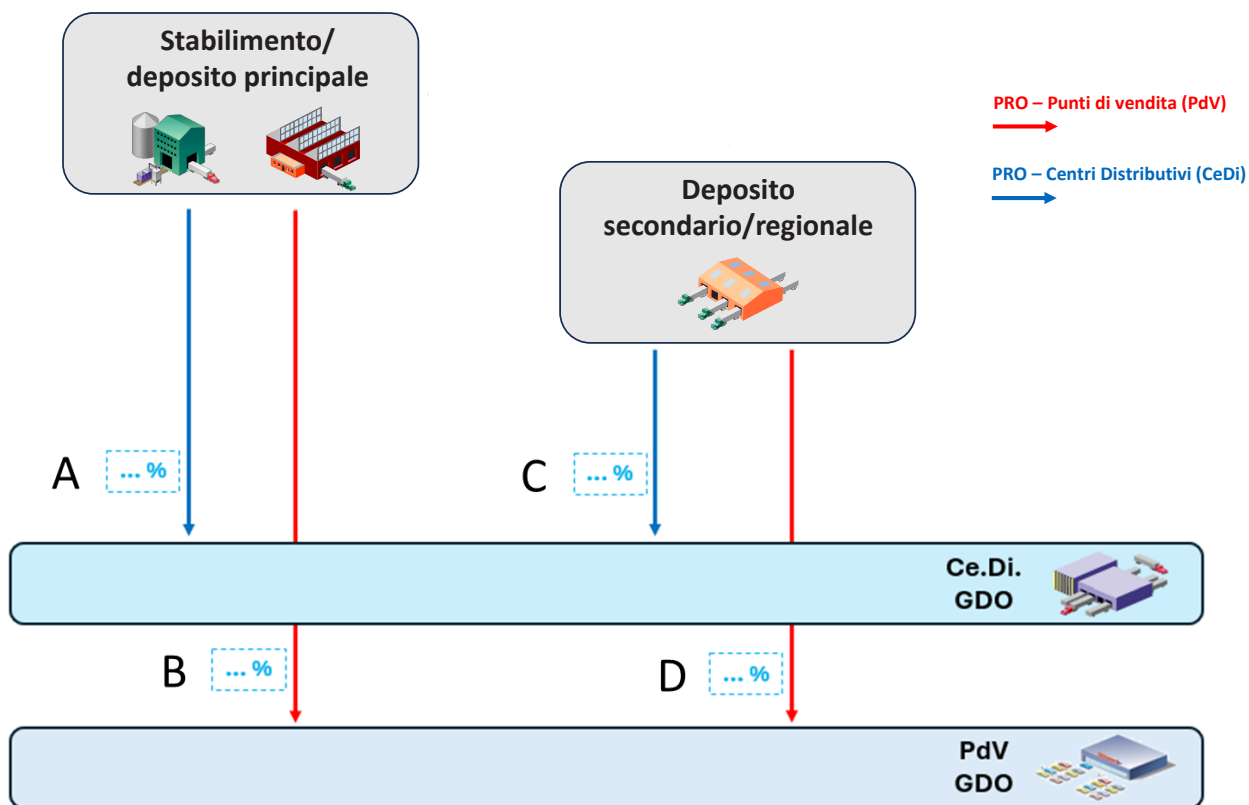 Stabilimento/
deposito principale
PRO – Punti di vendita (PdV)
PRO – Centri Distributivi (CeDi)
Deposito
secondario/regionale
A
... %
C
... %
Ce.Di.
GDO
B
... %
D
... %
PdV
GDO